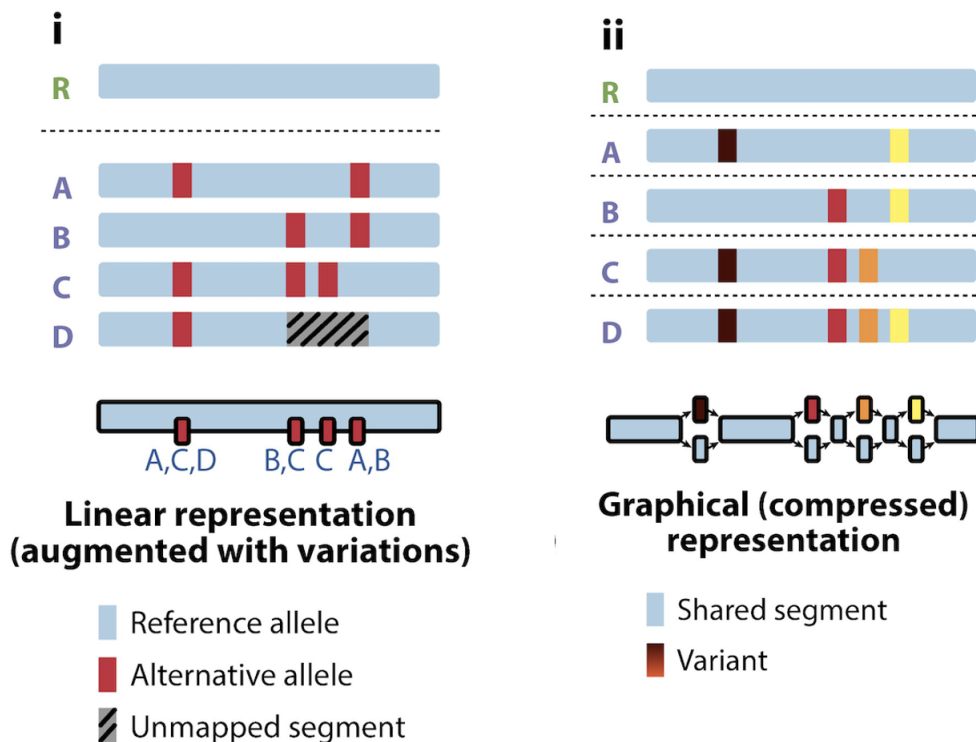 i
R
A
B
C
D
A,C,D B,C C A,B
Linear representation
(augmented with variations)
Reference allele
Alternative allele
Unmapped segment
ii
R
A
B
C
D
Graphical (compressed)
representation
Shared segment
Variant